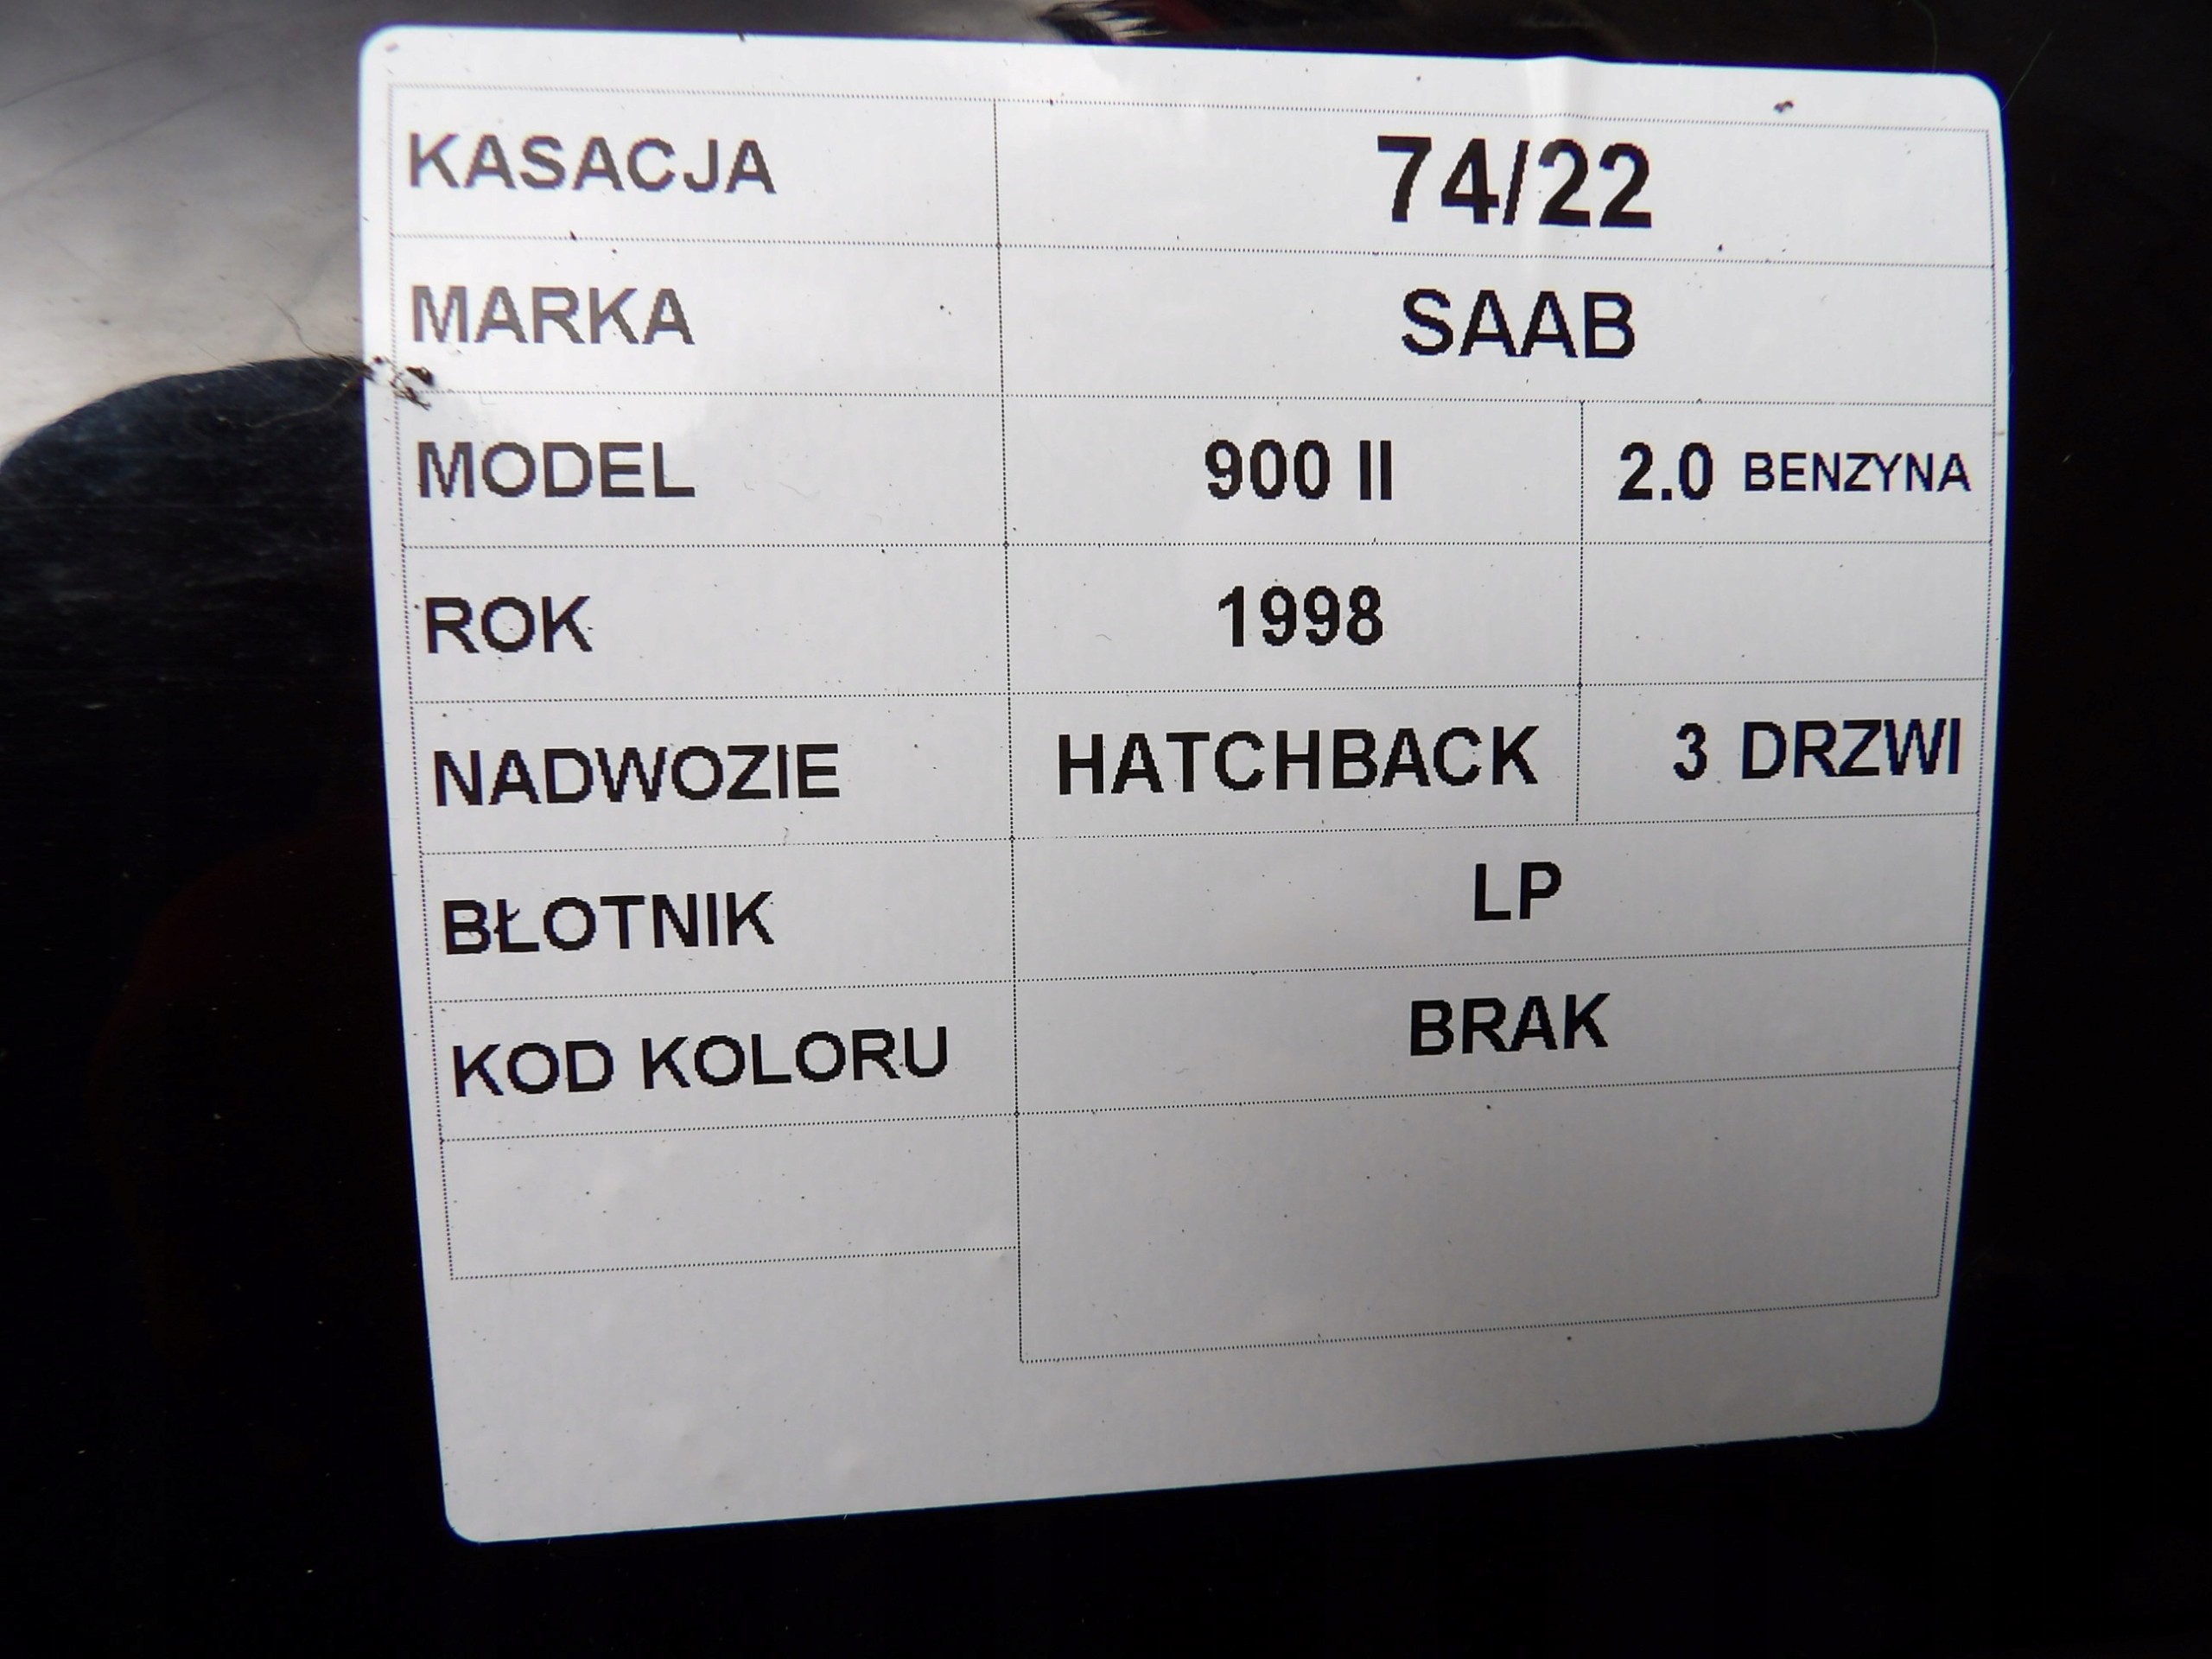 KASACJA 74/22
MARKA SAAB
MODEL 900 II 2.0 BENZYNA
ROK 1998
NADWOZIE HATCHBACK 3 DRZWI
BŁOTNIK LP
KOD KOLORU BRAK